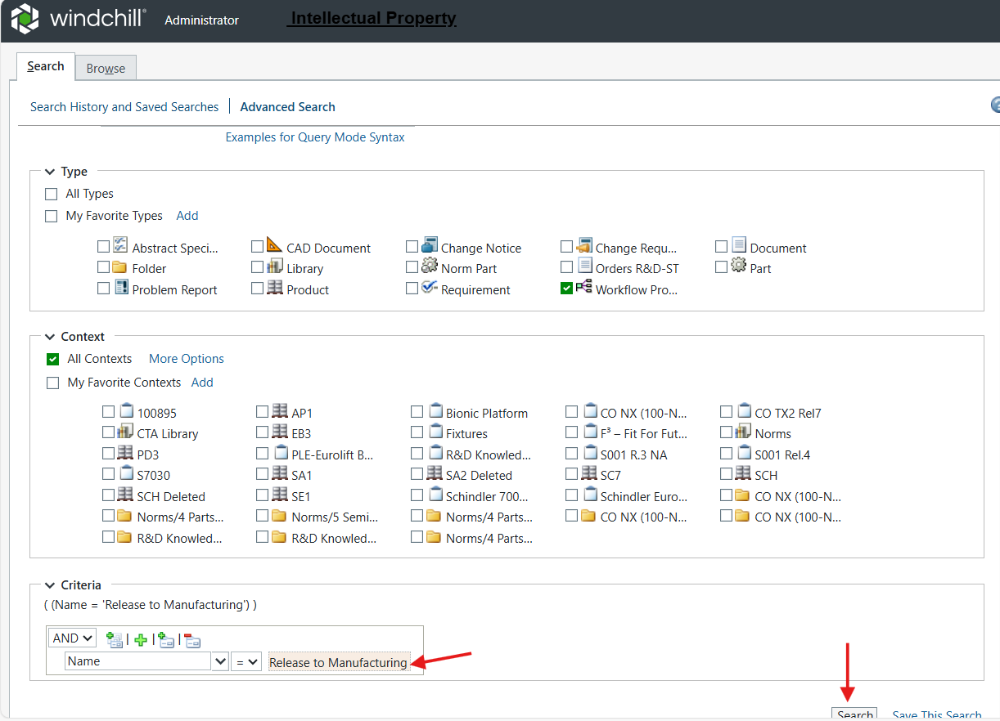 windchill® Administrator Intellectual Property
Search Browse
Search History and Saved Searches Advanced Search
Examples for Query Mode Syntax
Type
All Types
My Favorite Types Add
Abstract Speci... CAD Document Change Notice Change Requ... Document
Folder Library Norm Part Orders R&D-ST Part
Problem Report Product Requirement Workflow Pro...
Context
All Contexts More Options
My Favorite Contexts Add
100895 AP1 Bionic Platform CO NX (100-N... CO TX2 Rel7
CTA Library EB3 Fixtures F³ – Fit For Fut... Norms
PD3 PLE-Eurolift B... R&D Knowled... S001 R.3 NA S001 Rel.4
S7030 SA1 SA2 Deleted SC7 SCH
SCH Deleted SE1 Schindler 700... Schindler Euro... CO NX (100-N...
Norms/4 Parts... Norms/5 Semi... Norms/4 Parts... CO NX (100-N... CO NX (100-N...
R&D Knowled... R&D Knowled... Norms/4 Parts...
Criteria
( (Name = 'Release to Manufacturing') )
AND
Name = Release to Manufacturing
Search Save This Search